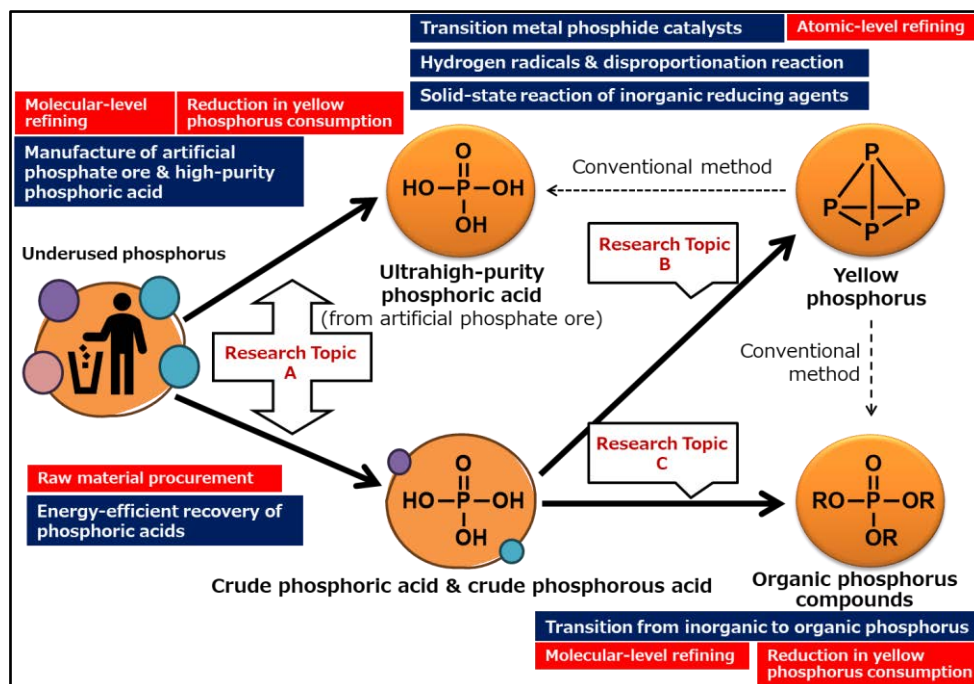 Transition metal phosphide catalysts
Atomic-level refining
Hydrogen radicals & disproportionation reaction
Solid-state reaction of inorganic reducing agents
Molecular-level
refining
Reduction in yellow
phosphorus consumption
Manufacture of artificial
phosphate ore & high-purity
phosphoric acid
Underused phosphorus
O
HO P OH
OH
Ultrahigh-purity
phosphoric acid
(from artificial phosphate ore)
Conventional method
P
P P
P
Yellow
phosphorus
Research Topic
B
Research Topic
A
Conventional
method
Research Topic
C
Raw material procurement
Energy-efficient recovery of
phosphoric acids
O
HO P OH
OH
Crude phosphoric acid & crude phosphorous acid
O
RO P OR
OR
Organic phosphorus
compounds
Transition from inorganic to organic phosphorus
Molecular-level refining
Reduction in yellow
phosphorus consumption